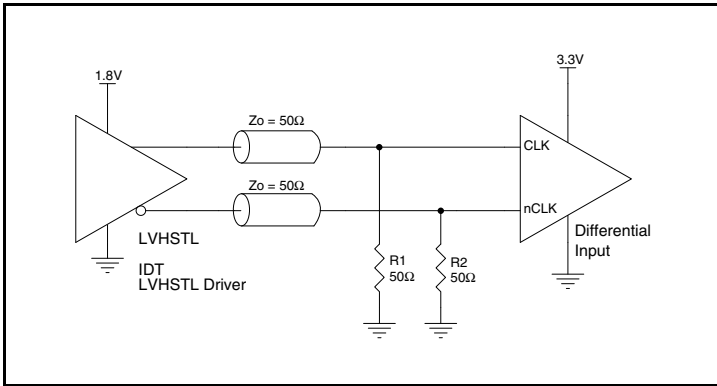 1.8V
3.3V
Zo = 50Ω
CLK
Zo = 50Ω
nCLK
LVHSTL
IDT
LVHSTL Driver
R1
50Ω
R2
50Ω
Differential
Input